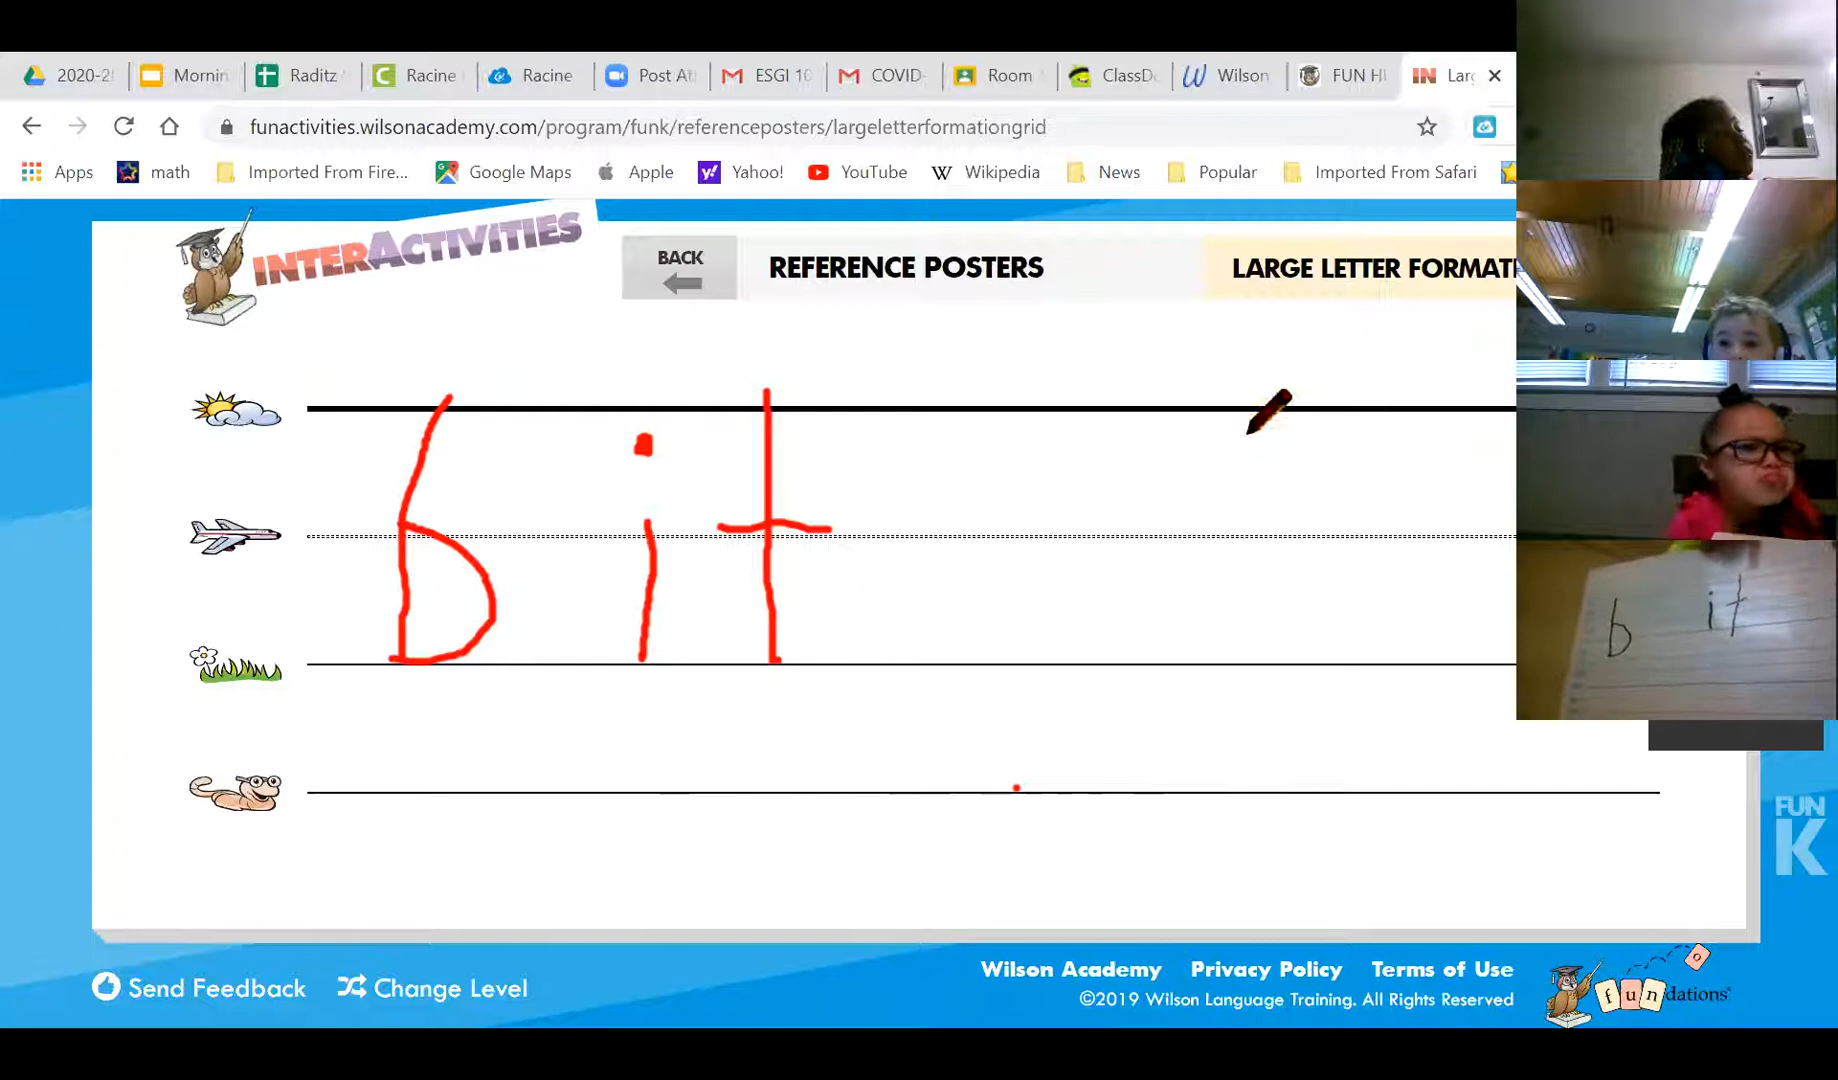 2020-2
Mornin
Raditz
Racine
Racine
Post At
ESGI 10
COVID-
Room
ClassDo
Wilson
FUN HU
Larg
funactivities.wilsonacademy.com/program/funk/referenceposters/largeletterformationgrid
Apps
math
Imported From Fire...
Google Maps
Apple
Yahoo!
YouTube
Wikipedia
News
Popular
Imported From Safari
INTERACTIVITIES
BACK
REFERENCE POSTERS
LARGE LETTER FORMATI
bit
b it
FUN
K
Send Feedback
Change Level
Wilson Academy
Privacy Policy
Terms of Use
©2019 Wilson Language Training. All Rights Reserved
fundations®